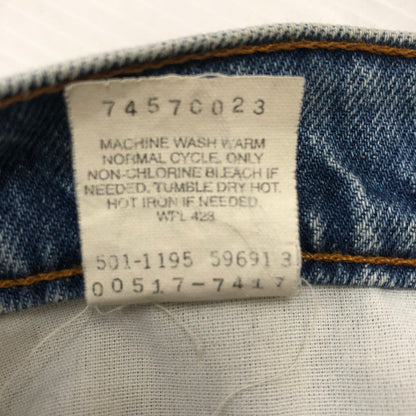 74570023
MACHINE WASH WARM
NORMAL CYCLE, ONLY
NON-CHLORINE BLEACH IF
NEEDED. TUMBLE DRY HOT.
HOT IRON IF NEEDED.
WPL 423
501-1195 59691 3
00517-7417